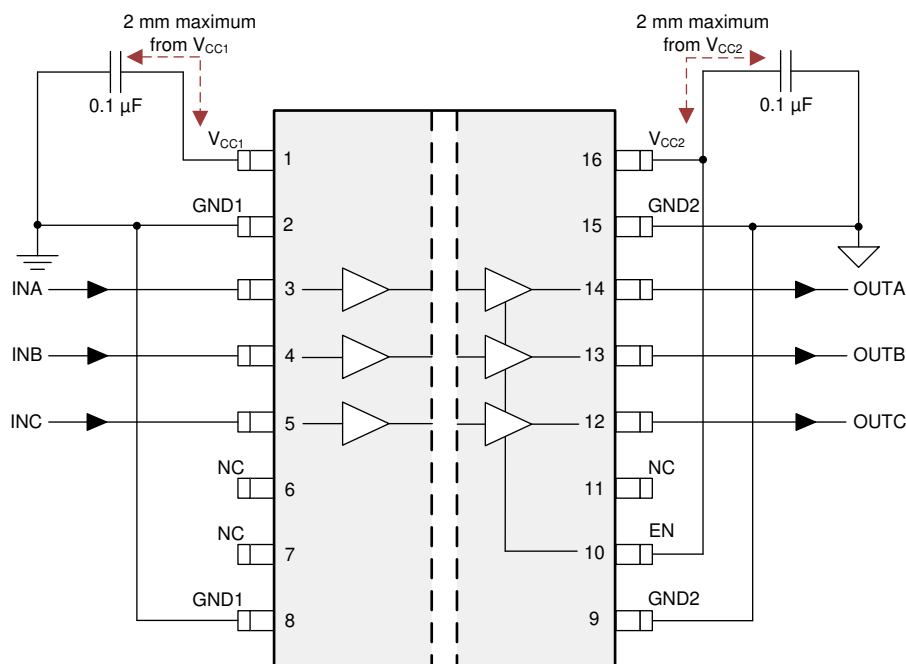 2 mm maximum
from VCC1
2 mm maximum
from VCC2
0.1 µF
0.1 µF
VCC1
1
16
VCC2
GND1
2
15
GND2
INA
3
14
OUTA
INB
4
13
OUTB
INC
5
12
OUTC
NC
6
11
NC
NC
7
10
EN
GND1
8
9
GND2